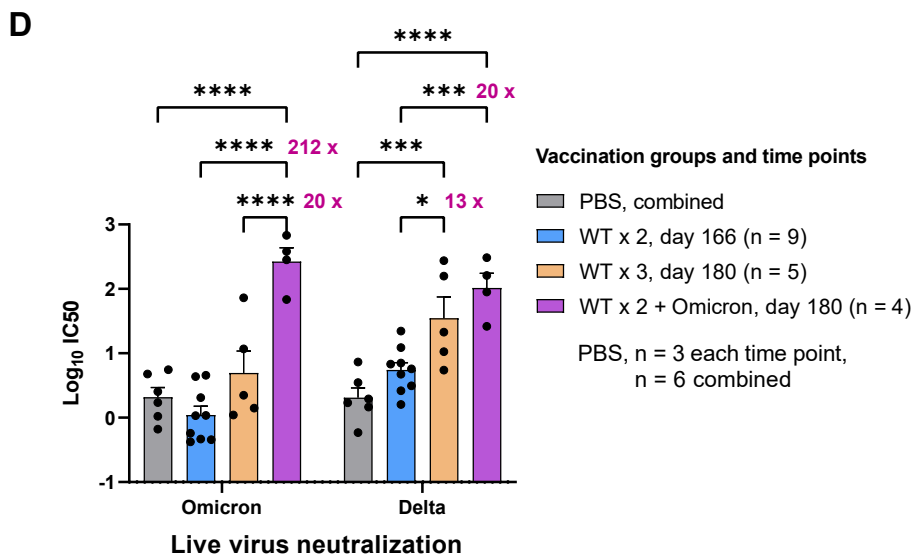 D
****
****
*** 20 x
**** 212 x
***
**** 20 x
* 13 x
Vaccination groups and time points
PBS, combined
WT x 2, day 166 (n = 9)
WT x 3, day 180 (n = 5)
WT x 2 + Omicron, day 180 (n = 4)
PBS, n = 3 each time point,
n = 6 combined
Log₁₀ IC50
3
2
1
0
-1
Omicron
Delta
Live virus neutralization